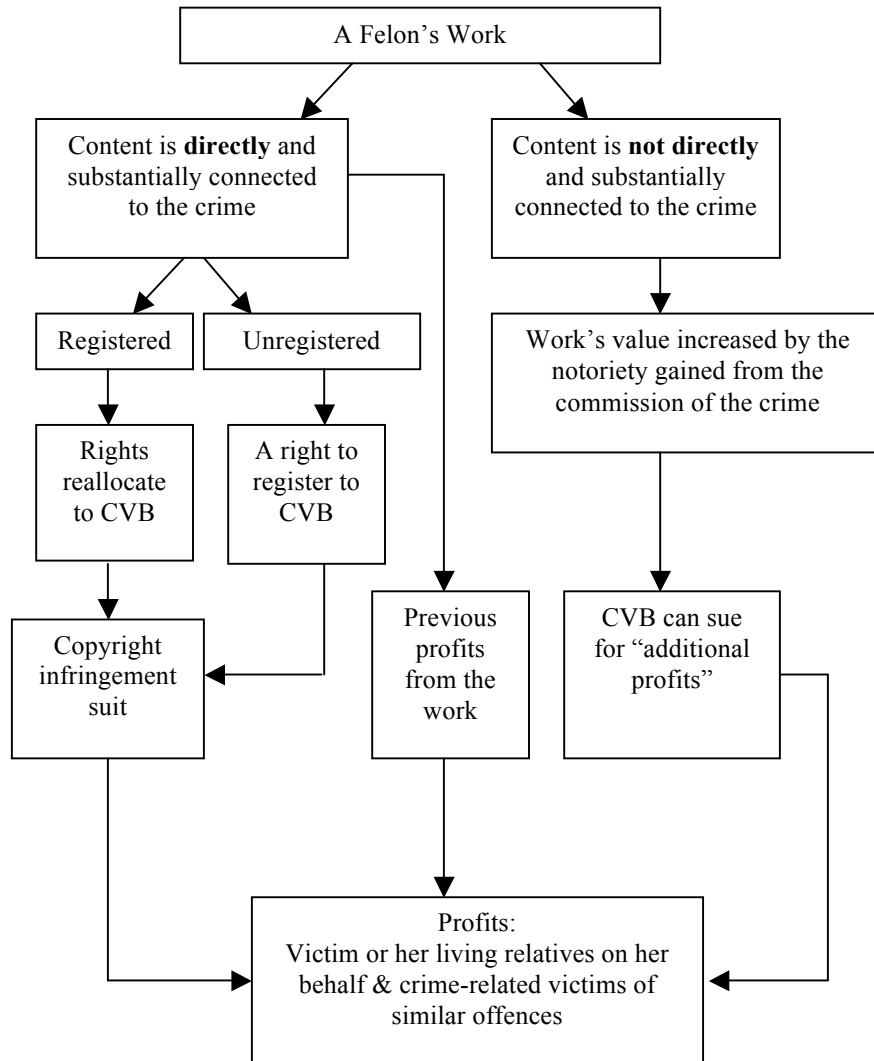 A Felon's Work
Content is directly and
substantially connected
to the crime
Content is not directly
and substantially
connected to the crime
Registered
Unregistered
Work's value increased by the
notoriety gained from the
commission of the crime
Rights
reallocate
to CVB
A right to
register to
CVB
Copyright
infringement
suit
Previous
profits
from the
work
CVB can sue
for “additional
profits”
Profits:
Victim or her living relatives on her
behalf & crime-related victims of
similar offences